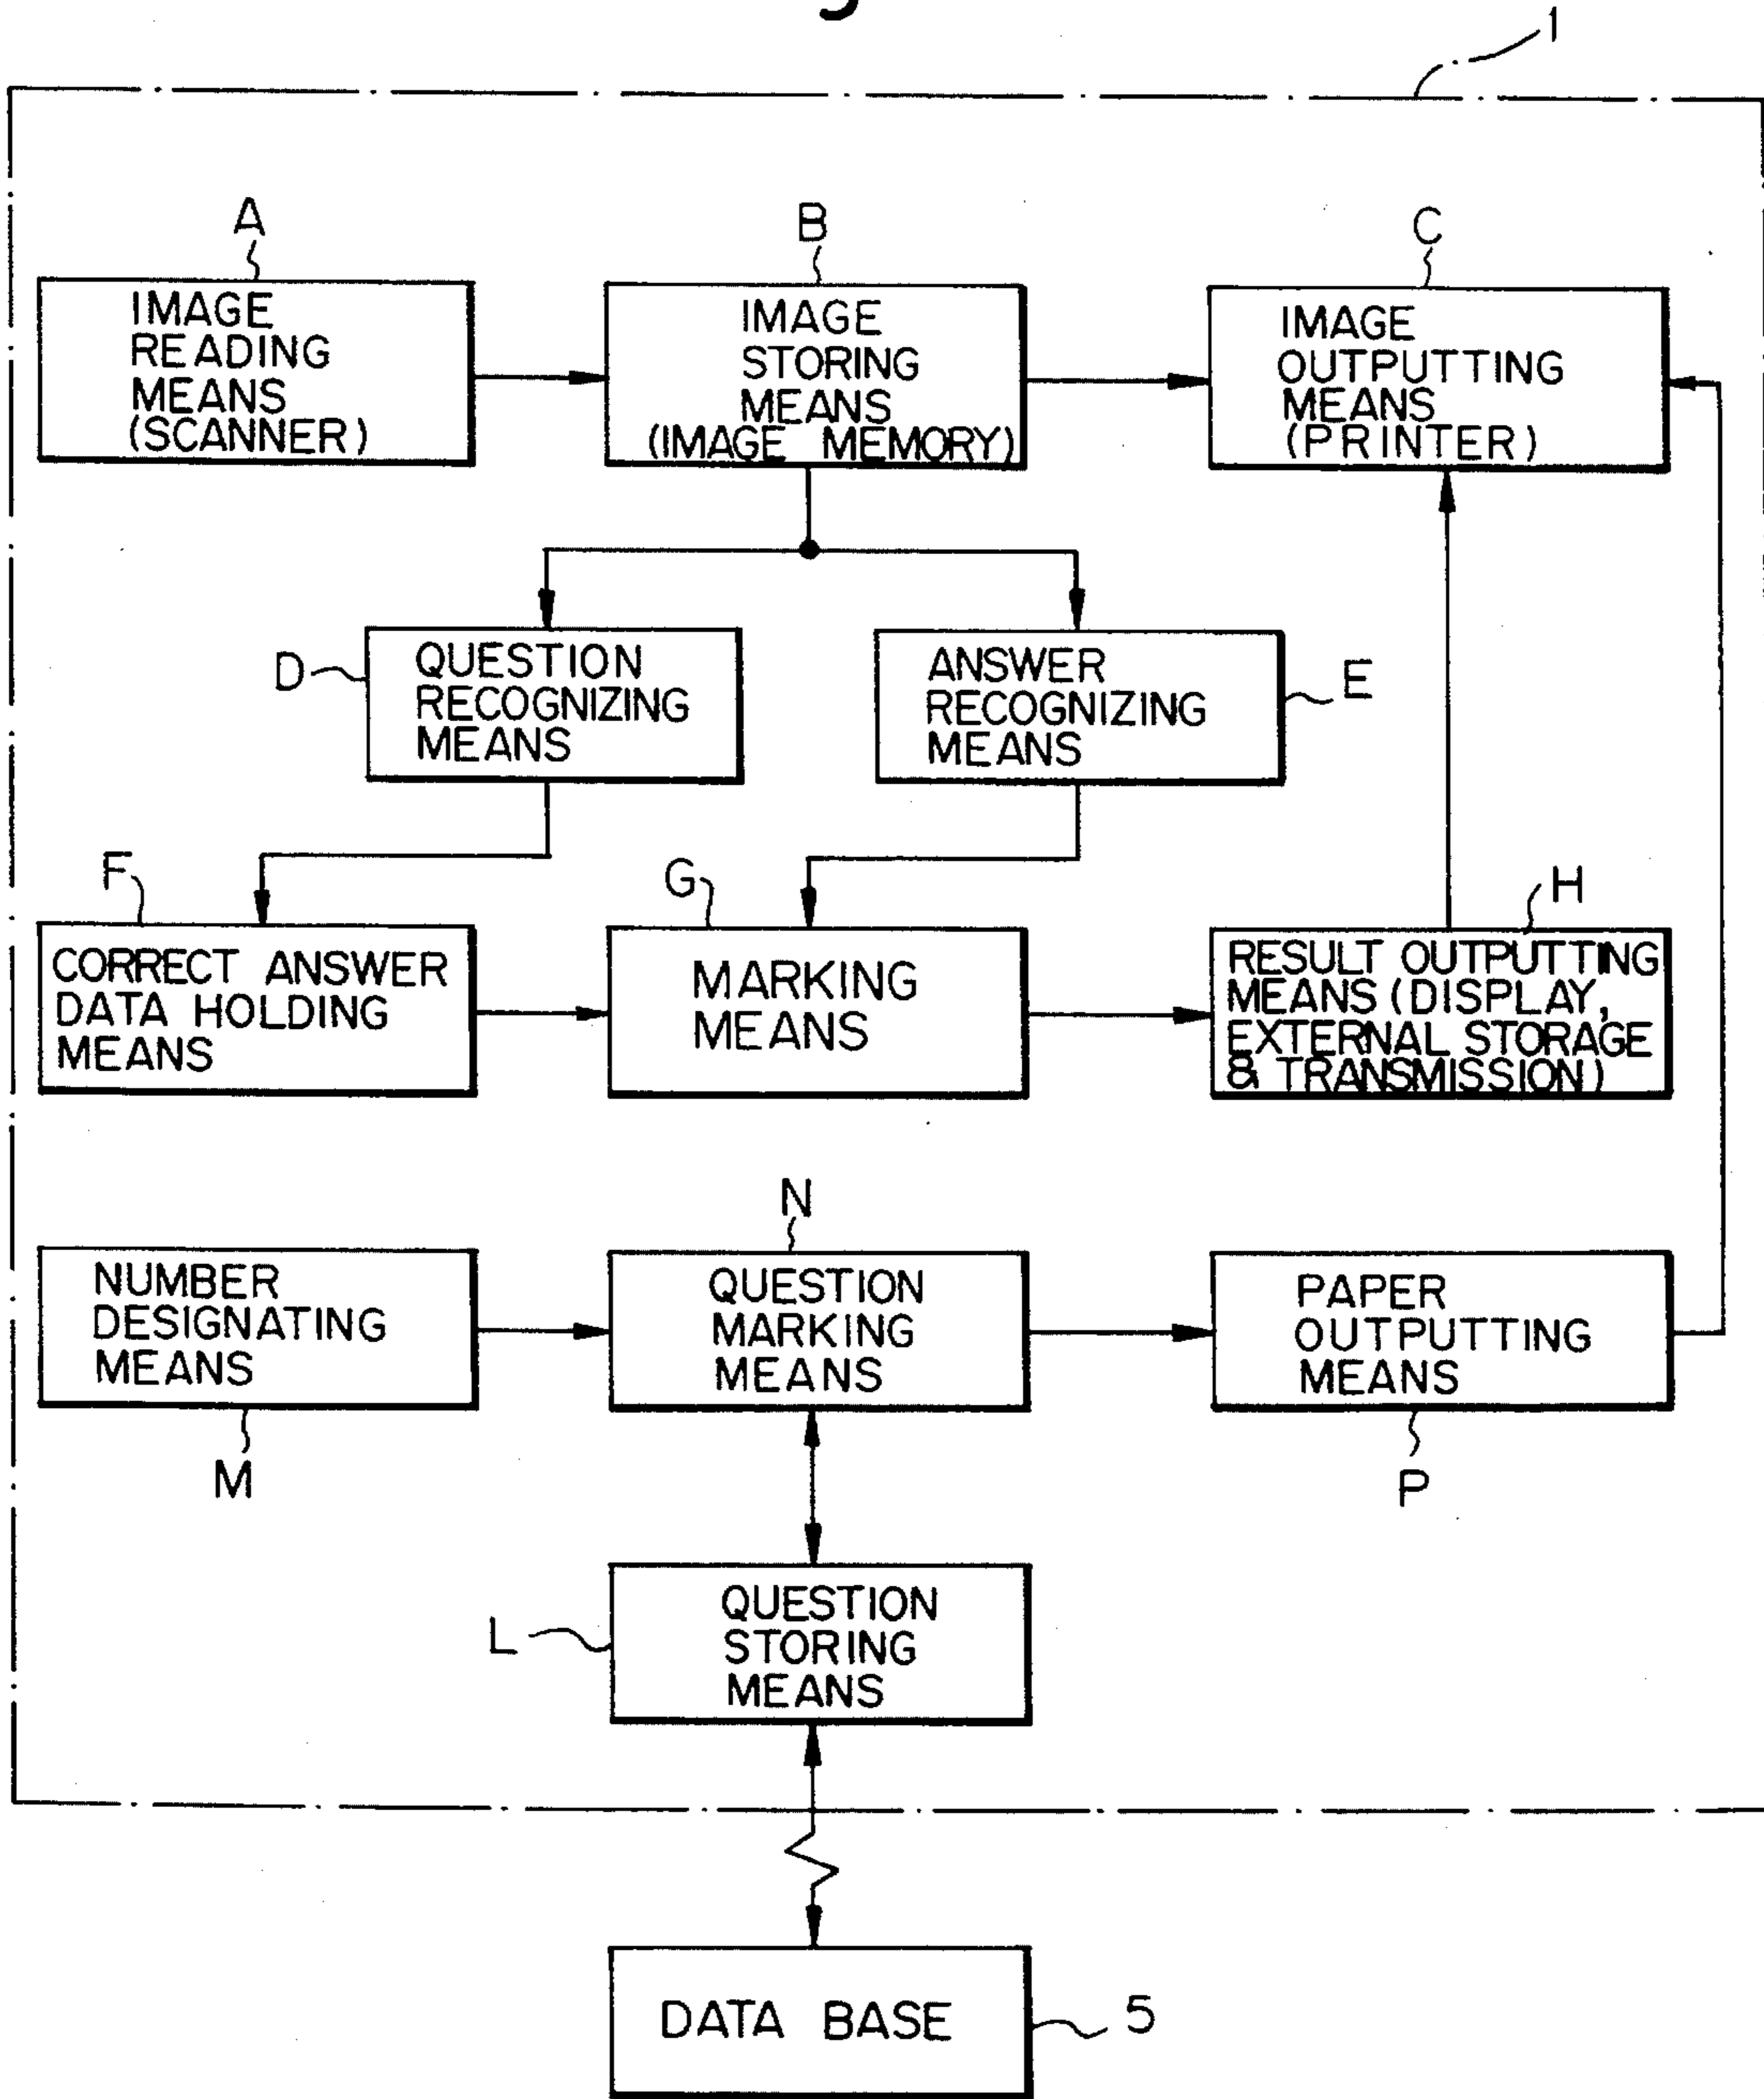 1
A
B
C
IMAGE
READING
MEANS
(SCANNER)
IMAGE
STORING
MEANS
(IMAGE MEMORY)
IMAGE
OUTPUTTING
MEANS
(PRINTER)
D
QUESTION
RECOGNIZING
MEANS
ANSWER
RECOGNIZING
MEANS
E
F
G
H
CORRECT ANSWER
DATA HOLDING
MEANS
MARKING
MEANS
RESULT OUTPUTTING
MEANS (DISPLAY,
EXTERNAL STORAGE
& TRANSMISSION)
N
NUMBER
DESIGNATING
MEANS
QUESTION
MARKING
MEANS
PAPER
OUTPUTTING
MEANS
M
P
L
QUESTION
STORING
MEANS
DATA BASE
5